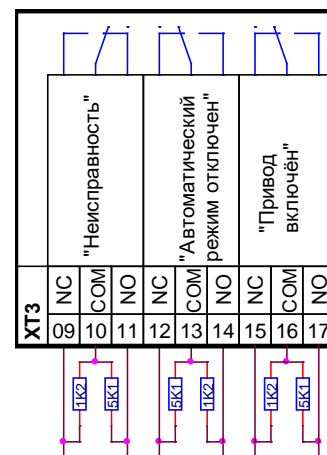 "Неисправность"
"Автоматический
режим отключен"
"Привод
включён"
XT3
NC
COM
NO
NC
COM
NO
NC
COM
NO
09
10
11
12
13
14
15
16
17
1K2
5K1
5K1
1K2
1K2
5K1